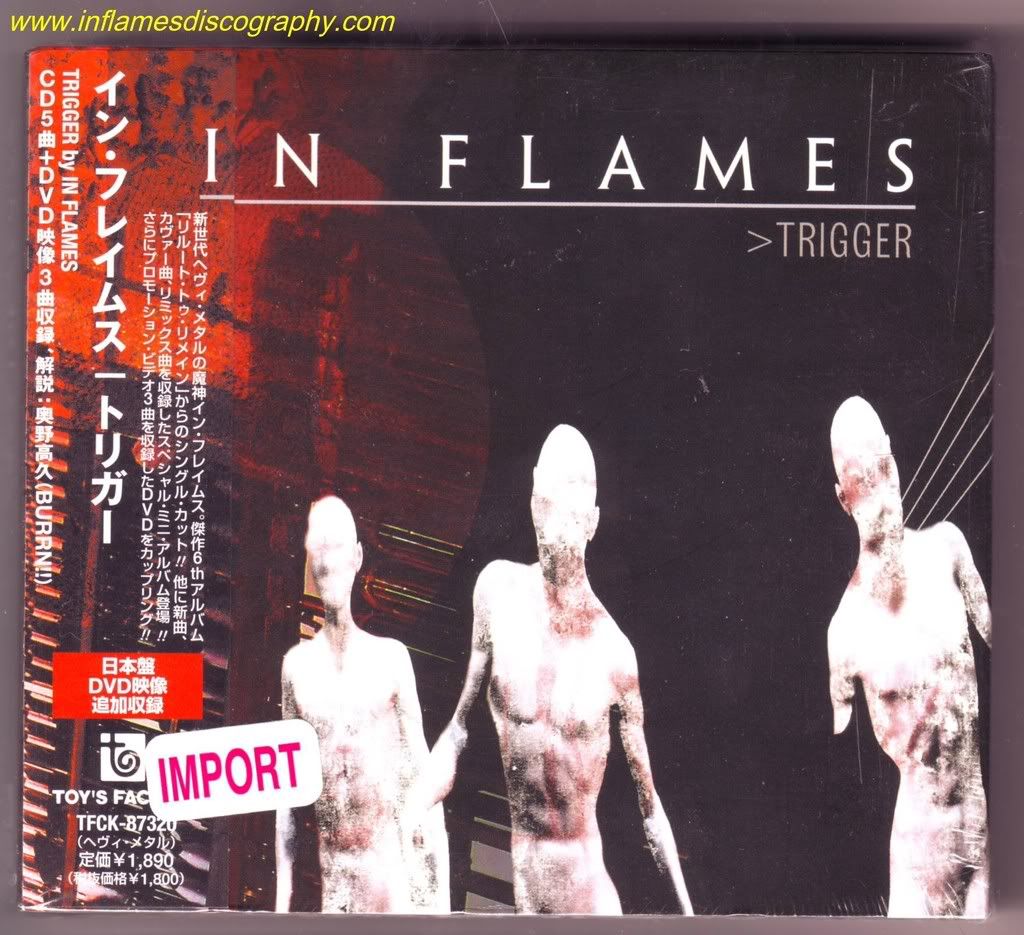 www.inflamesdiscography.com
IN FLAMES
>TRIGGER
イン・フレイムス｜トリガー
TRIGGER by IN FLAMES
CD5曲+DVD映像3曲収録、解説:奥野高久(BURRN!)
新世代ヘヴィ・メタルの魔神イン・フレイムス。傑作6thアルバム
「リルート・トゥ・リメイン」からのシングル・カット!! 他に新曲、
カヴァー曲、リミックス曲を収録したスペシャル・ミニ・アルバム登場!!
さらにプロモーション・ビデオ3曲を収録したDVDをカップリング!!
日本盤
DVD映像
追加収録
IMPORT
TOY'S FAC
TFCK-87320
(ヘヴィ・メタル)
定価¥1,890
(税抜価格¥1,800)